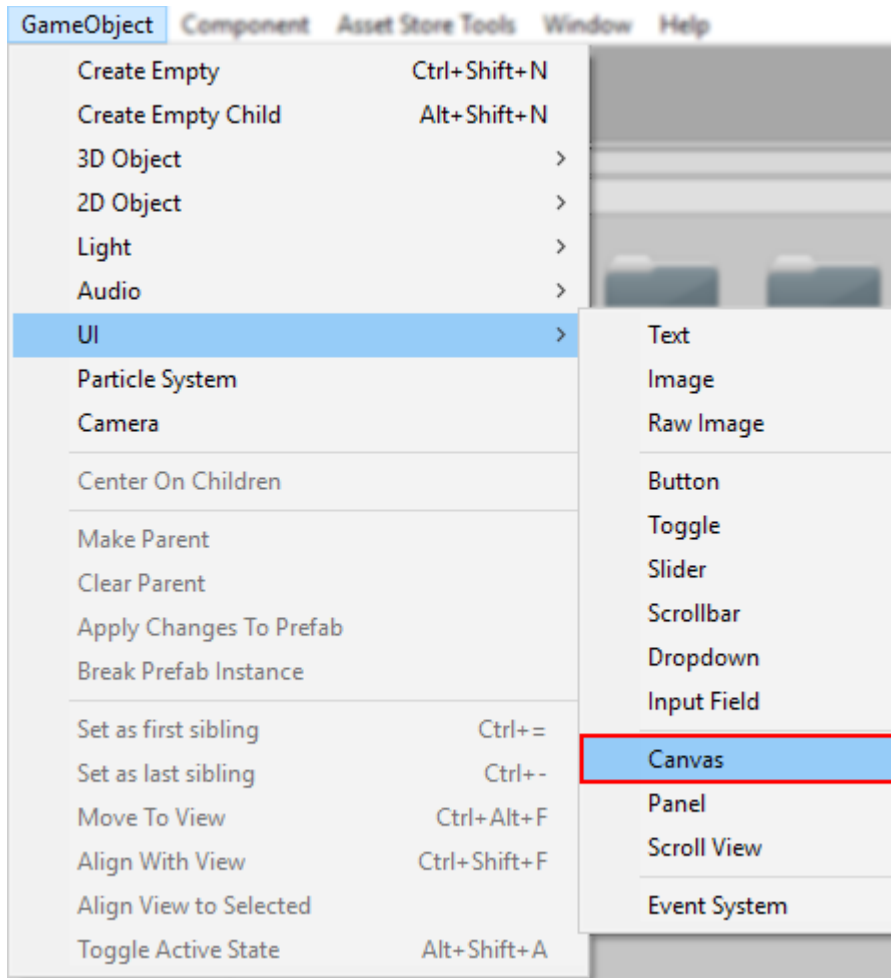 GameObject Component Asset Store Tools Window Help
Create Empty Ctrl+Shift+N
Create Empty Child Alt+Shift+N
3D Object
2D Object
Light
Audio
UI
Particle System
Camera
Center On Children
Make Parent
Clear Parent
Apply Changes To Prefab
Break Prefab Instance
Set as first sibling Ctrl+=
Set as last sibling Ctrl+-
Move To View Ctrl+Alt+F
Align With View Ctrl+Shift+F
Align View to Selected
Toggle Active State Alt+Shift+A
Text
Image
Raw Image
Button
Toggle
Slider
Scrollbar
Dropdown
Input Field
Canvas
Panel
Scroll View
Event System